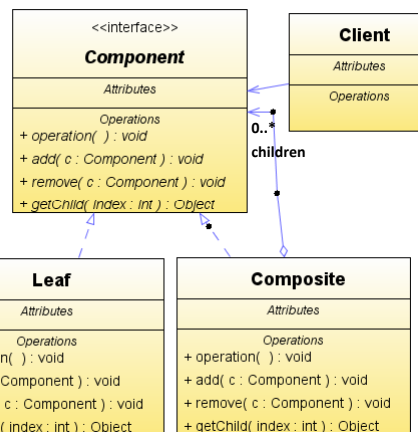 <<interface>>
Component
Attributes
Operations
+ operation( ) : void
+ add( c : Component ) : void
+ remove( c : Component ) : void
+ getChild( index : int ) : Object
Client
Attributes
Operations
0..*
children
Leaf
Attributes
Operations
n( ) : void
Component ) : void
c : Component ) : void
( index : int ) : Object
Composite
Attributes
Operations
+ operation( ) : void
+ add( c : Component ) : void
+ remove( c : Component ) : void
+ getChild( index : int ) : Object